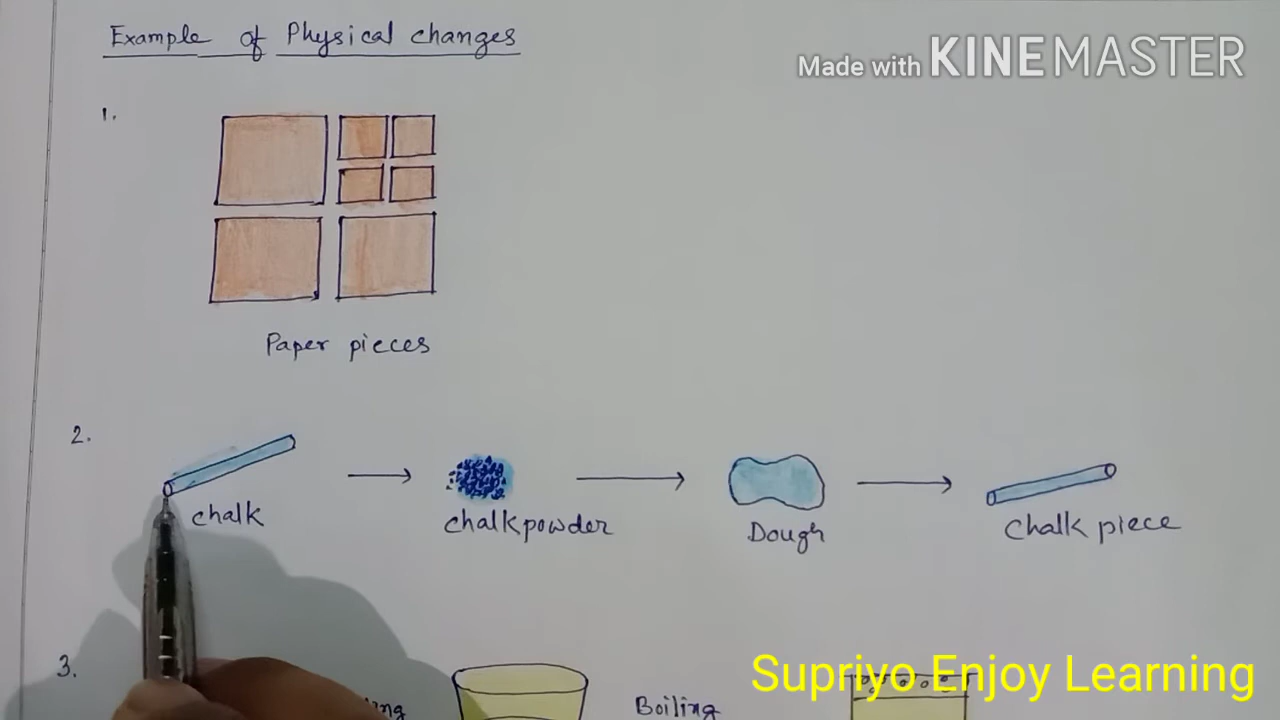 Example of Physical changes
Made with KINEMASTER
1.
Paper pieces
2.
chalk
chalkpowder
Dough
Chalk piece
3.
Boiling
Supriyo Enjoy Learning